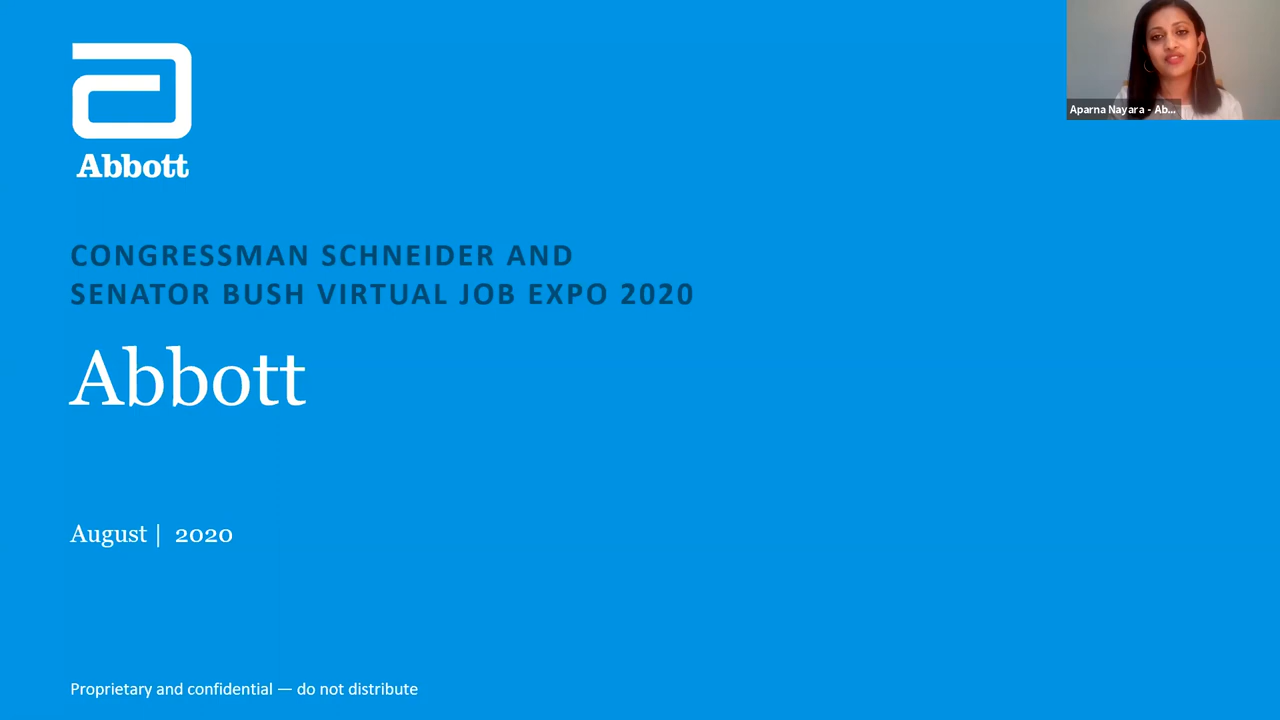 Abbott
Aparna Nayara - Ab...
CONGRESSMAN SCHNEIDER AND
SENATOR BUSH VIRTUAL JOB EXPO 2020
Abbott
August | 2020
Proprietary and confidential — do not distribute